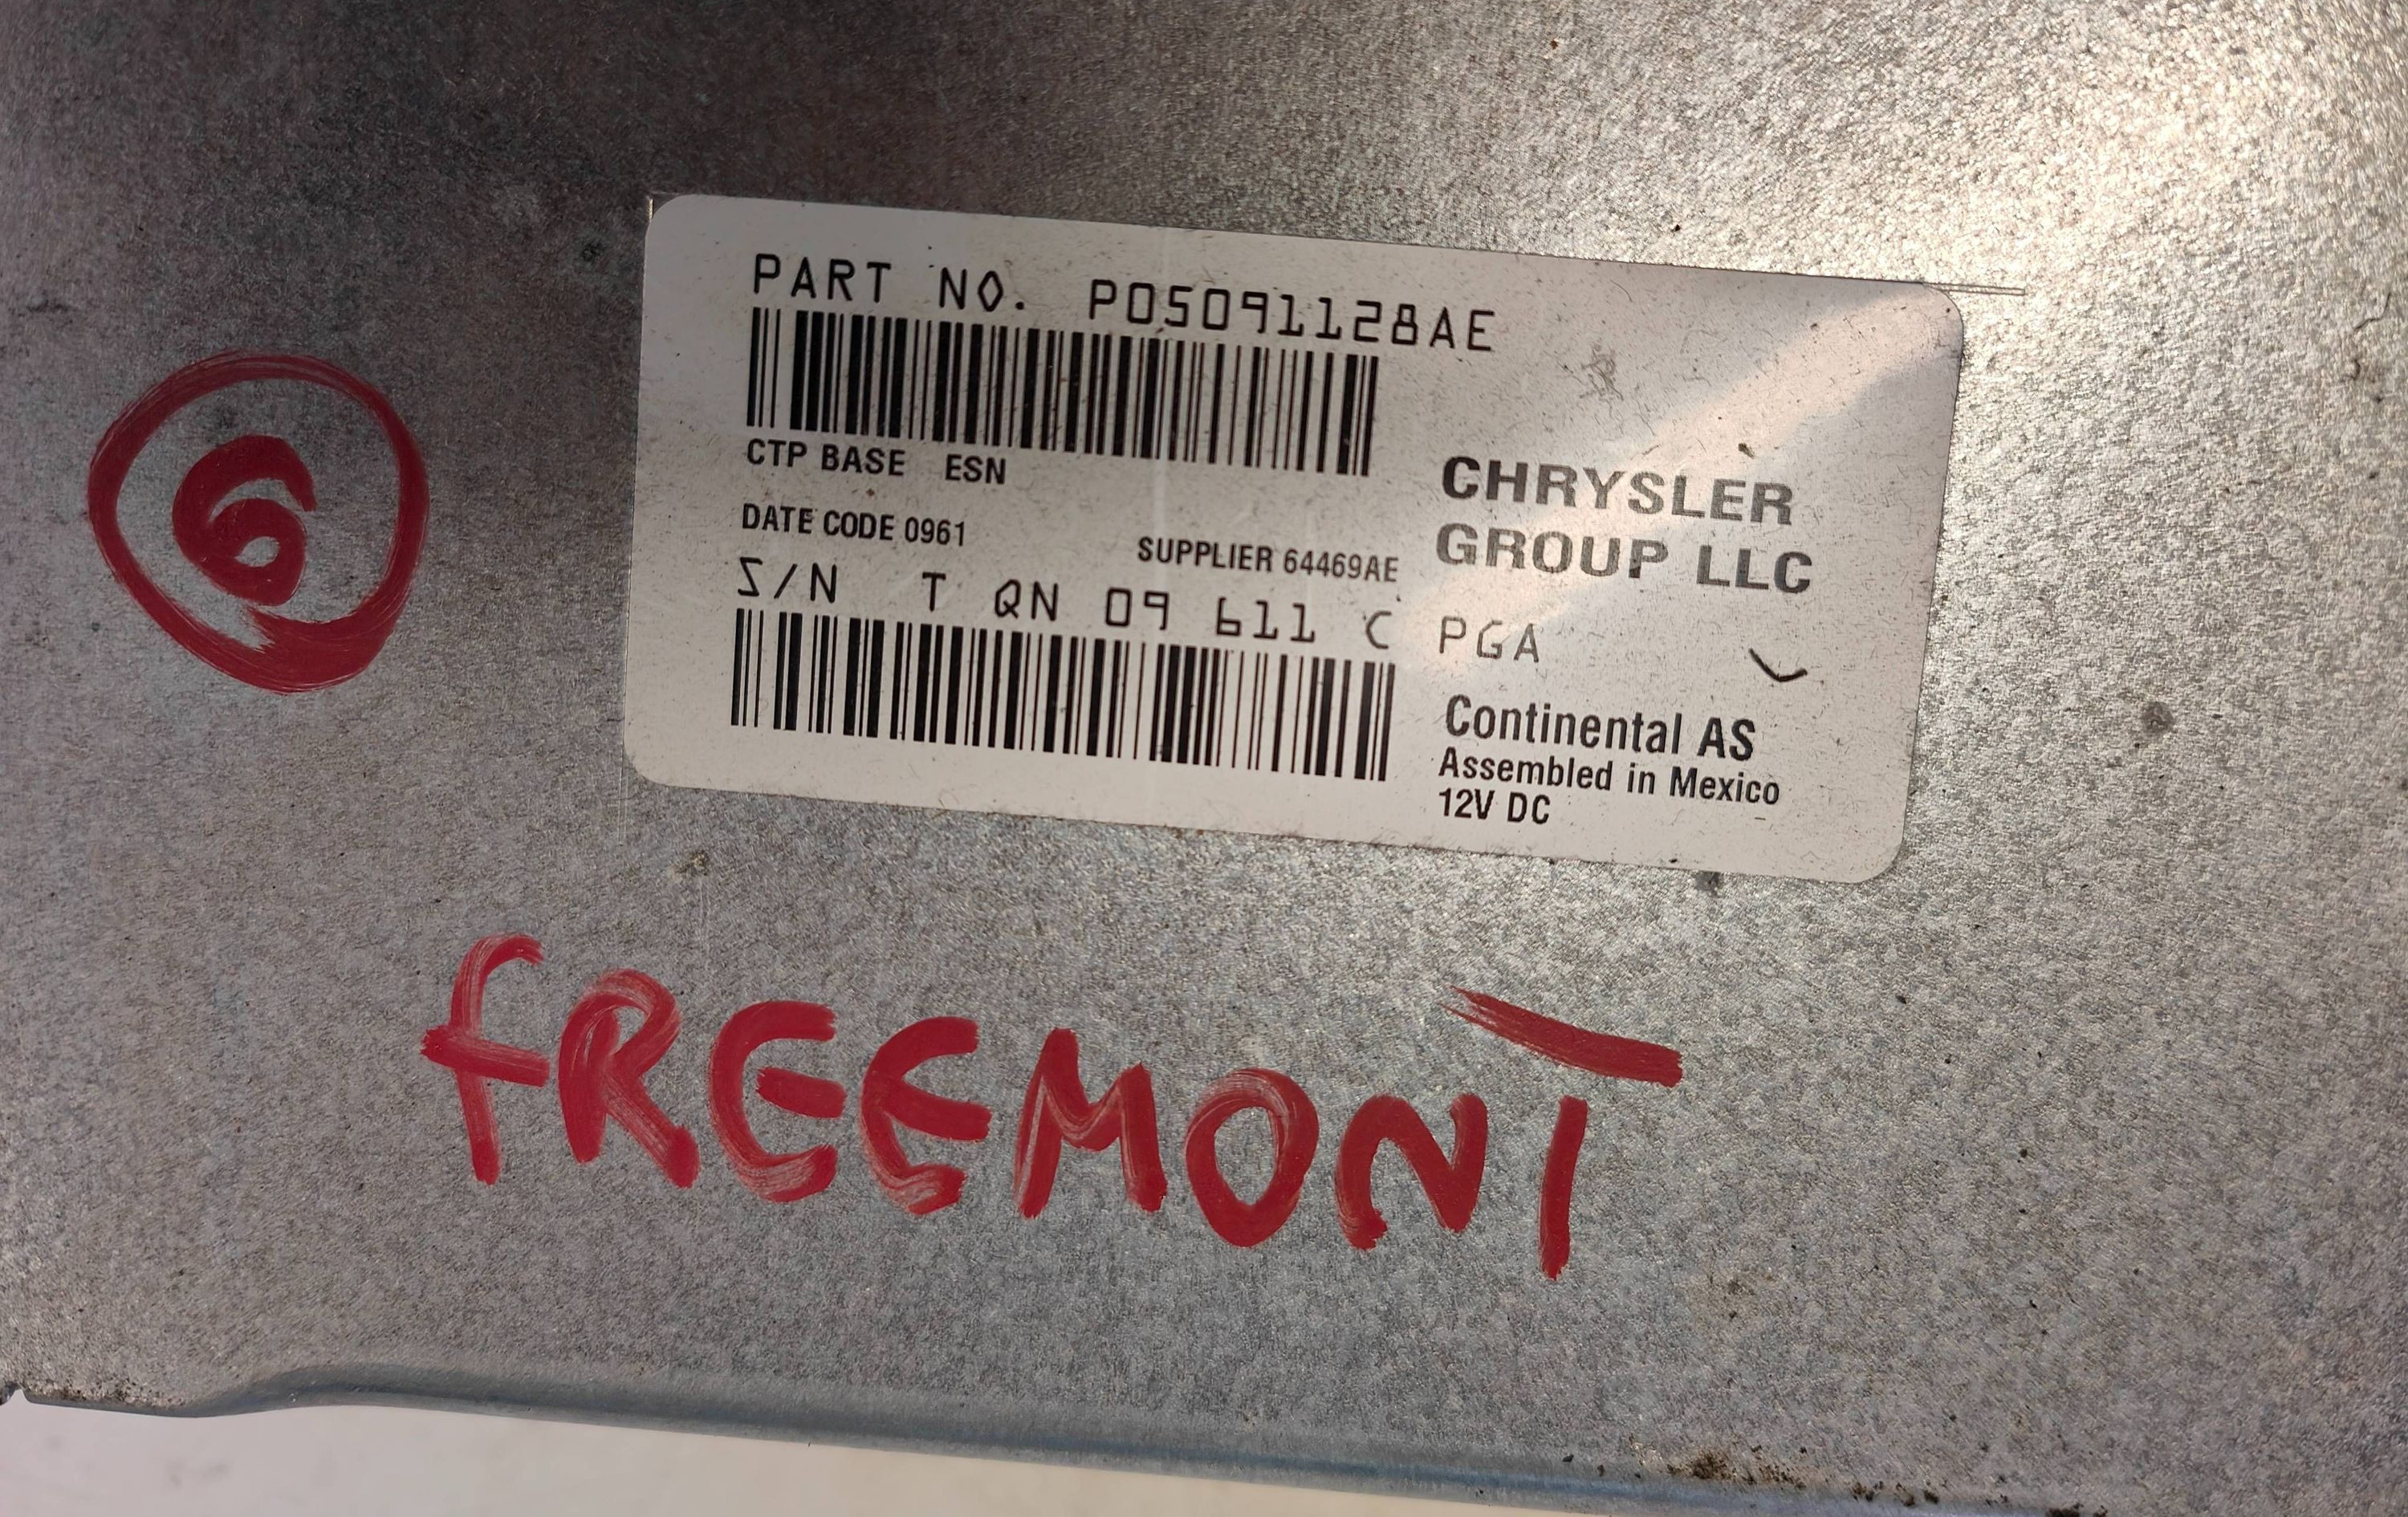 PART NO. P05091128AE
CTP BASE ESN
DATE CODE 0961
SUPPLIER 64469AE
S/N T QN 09 611 C PGA
CHRYSLER
GROUP LLC
Continental AS
Assembled in Mexico
12V DC
6
fREEMONT